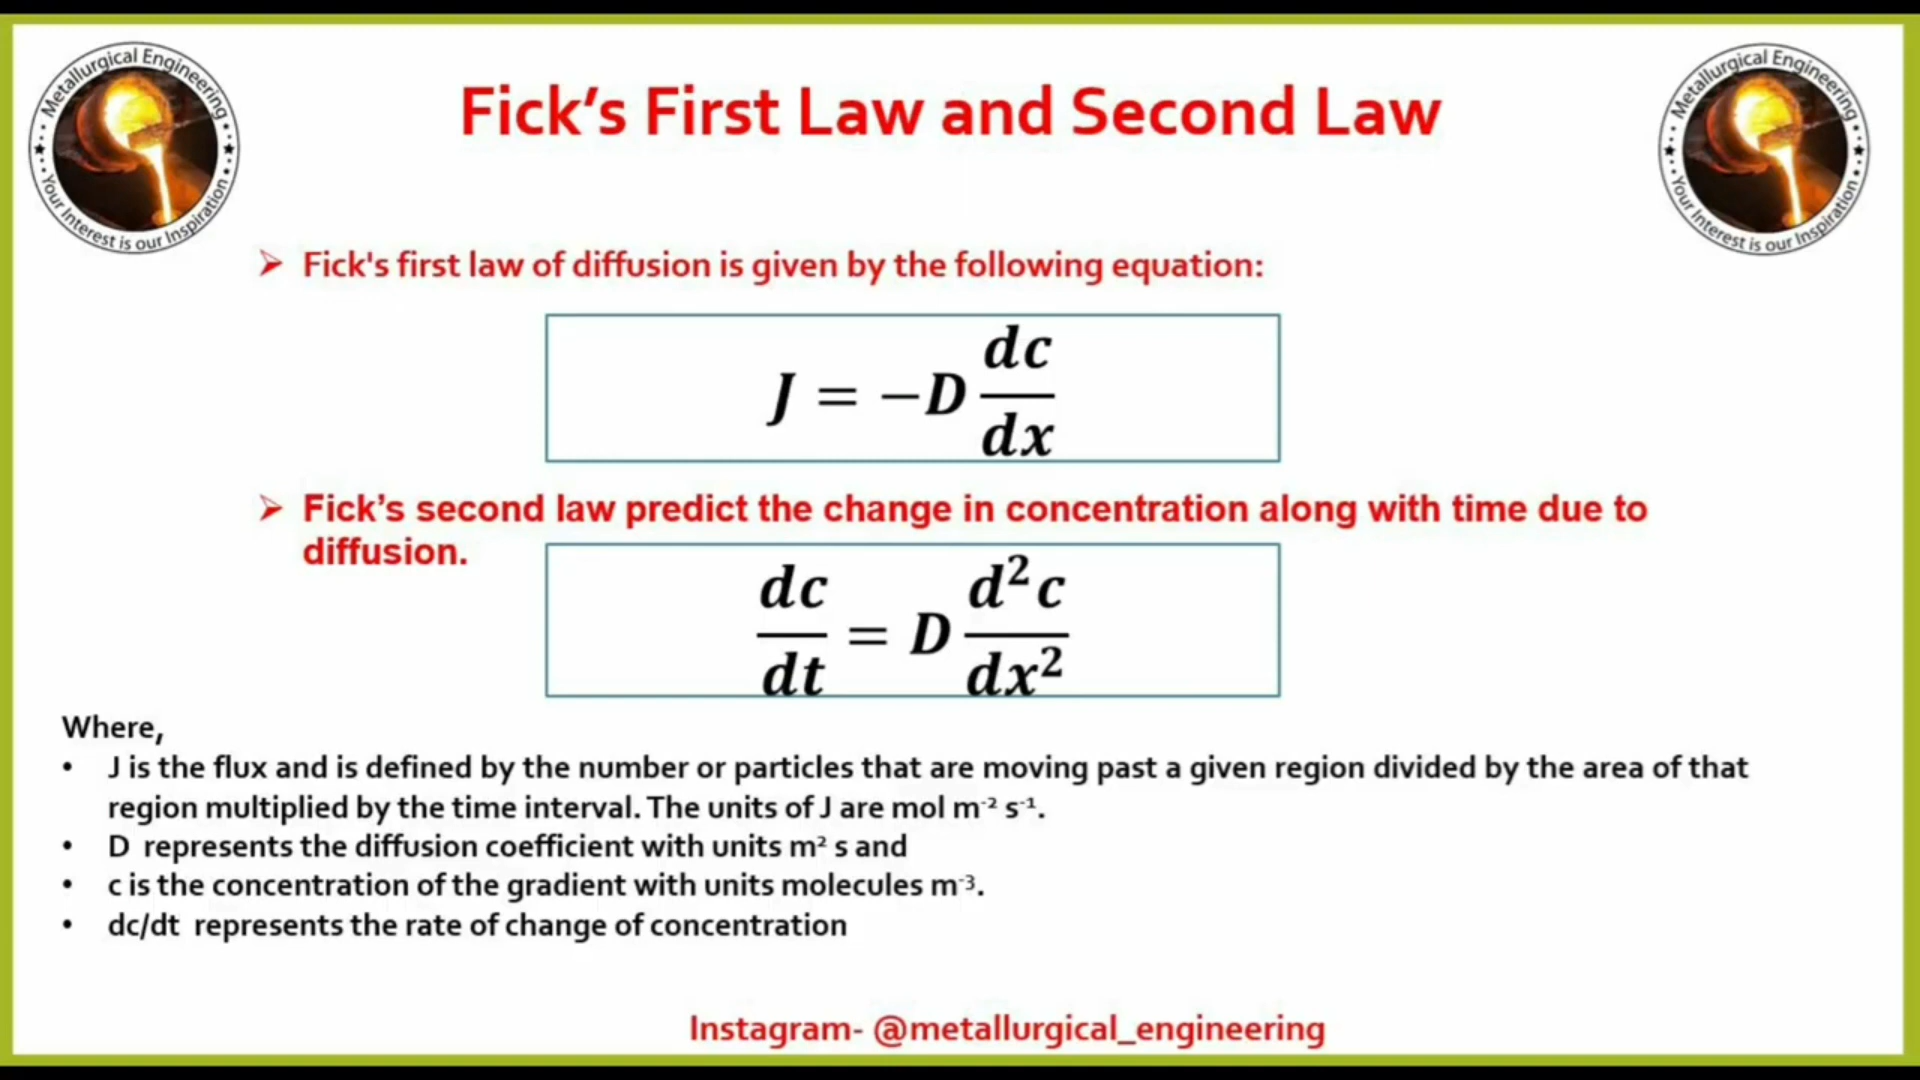 Metallurgical Engineering
Your Interest is our Inspiration
Fick’s First Law and Second Law
Metallurgical Engineering
Your Interest is our Inspiration
➢ Fick's first law of diffusion is given by the following equation:
J = −D dc/dx
➢ Fick’s second law predict the change in concentration along with time due to
diffusion.
dc/dt = D d²c/dx²
Where,
• J is the flux and is defined by the number or particles that are moving past a given region divided by the area of that
region multiplied by the time interval. The units of J are mol m⁻² s⁻¹.
• D represents the diffusion coefficient with units m² s and
• c is the concentration of the gradient with units molecules m⁻³.
• dc/dt represents the rate of change of concentration
Instagram- @metallurgical_engineering